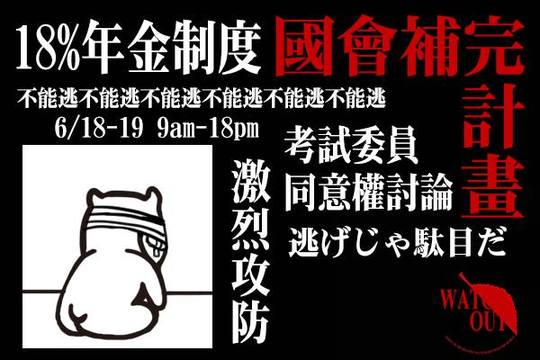 18%年金制度
國會補完計畫
不能逃不能逃不能逃不能逃不能逃不能逃
6/18-19 9am-18pm
考試委員
同意權討論
逃げじゃ駄目だ
激烈攻防
WATCH
OUT